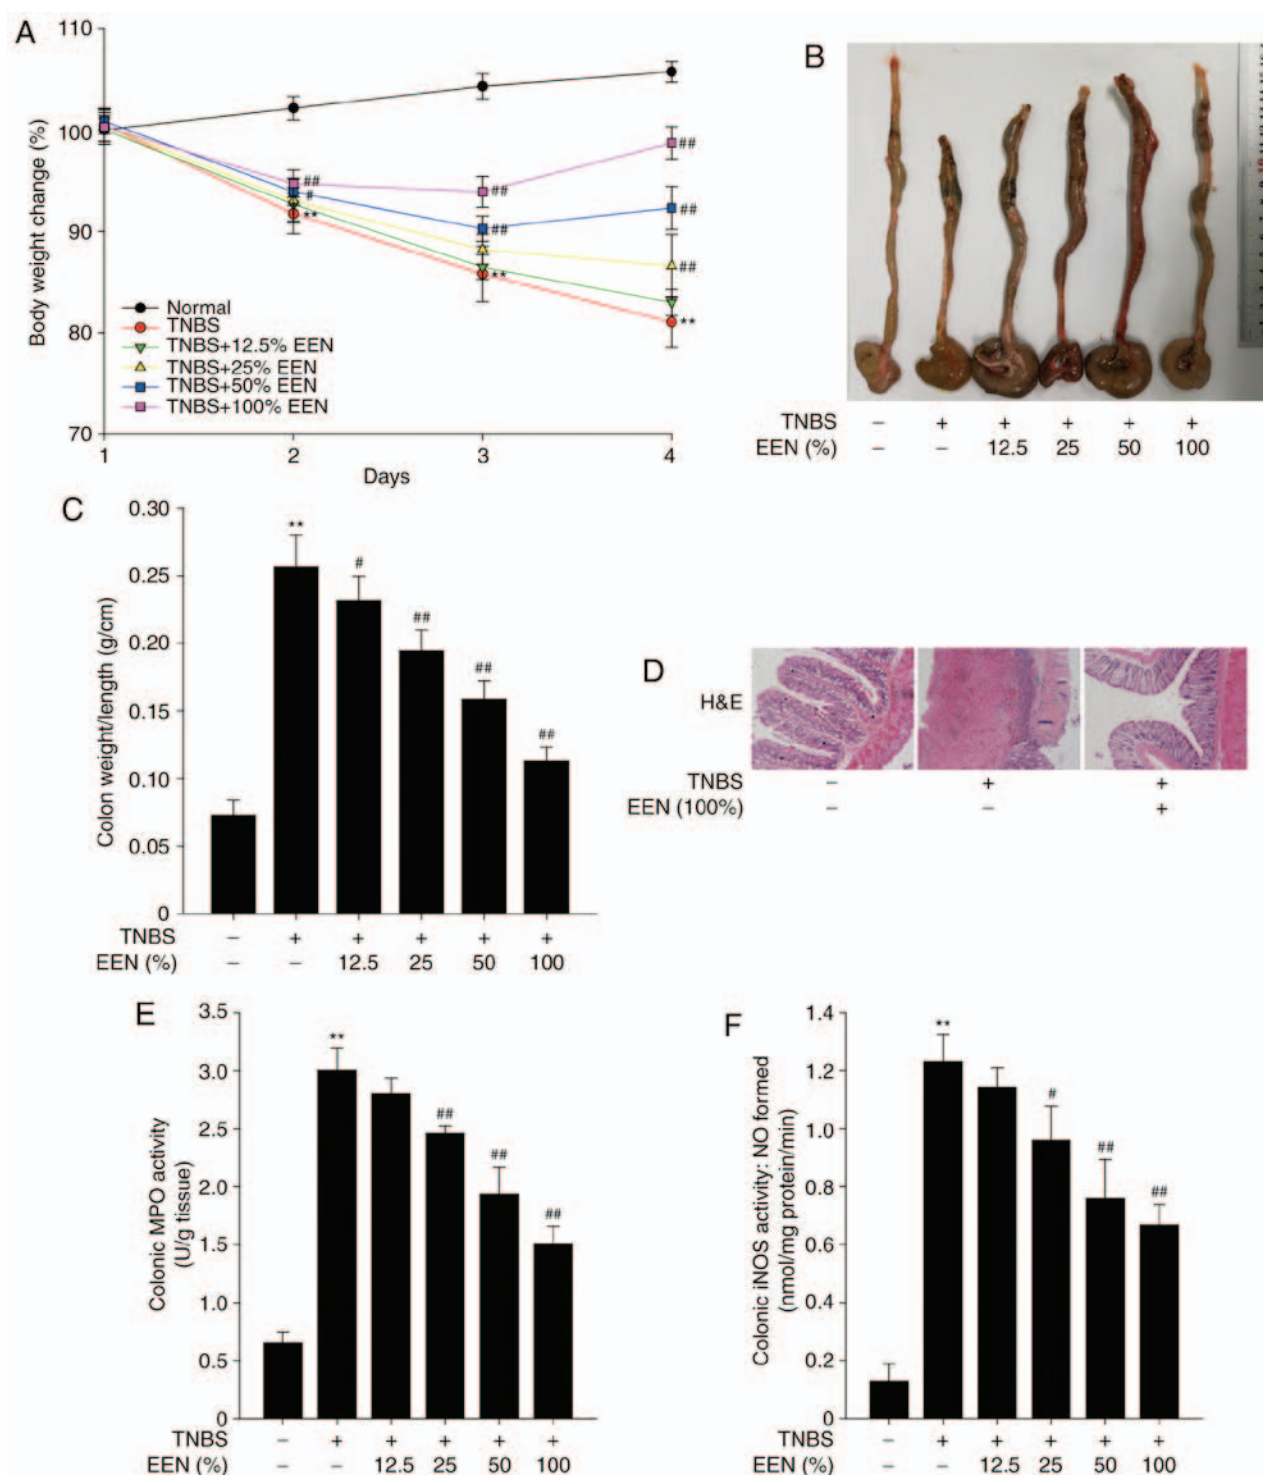 A
110
100
90
80
70
Body weight change (%)
## ## ##
# ## ##
##
** ** **
Normal
TNBS
TNBS+12.5% EEN
TNBS+25% EEN
TNBS+50% EEN
TNBS+100% EEN
1 2 3 4
Days
B
TNBS – + + + + +
EEN (%) – – 12.5 25 50 100
C
0.30
0.25
0.20
0.15
0.10
0.05
0
Colon weight/length (g/cm)
** # ## ## ##
TNBS – + + + + +
EEN (%) – – 12.5 25 50 100
D
H&E
TNBS – + +
EEN (100%) – – +
E
3.5
3.0
2.5
2.0
1.5
1.0
0.5
0
Colonic MPO activity
(U/g tissue)
** ## ## ##
TNBS – + + + + +
EEN (%) – – 12.5 25 50 100
F
1.4
1.2
1.0
0.8
0.6
0.4
0.2
0
Colonic iNOS activity: NO formed
(nmol/mg protein/min)
** # ## ##
TNBS – + + + + +
EEN (%) – – 12.5 25 50 100